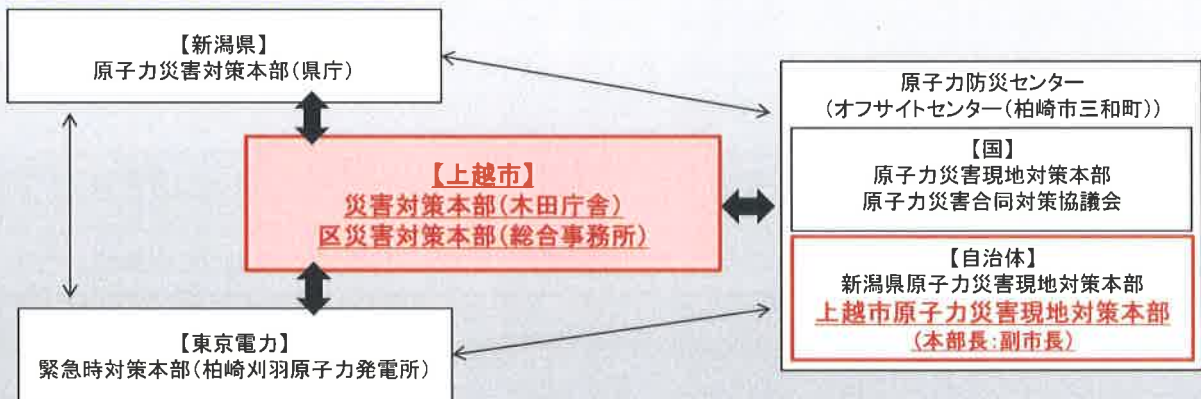 【新潟県】
原子力災害対策本部(県庁)
【上越市】
災害対策本部(木田庁舎)
区災害対策本部(総合事務所)
【東京電力】
緊急時対策本部(柏崎刈羽原子力発電所)
原子力防災センター
(オフサイトセンター(柏崎市三和町))
【国】
原子力災害現地対策本部
原子力災害合同対策協議会
【自治体】
新潟県原子力災害現地対策本部
上越市原子力災害現地対策本部
(本部長:副市長)